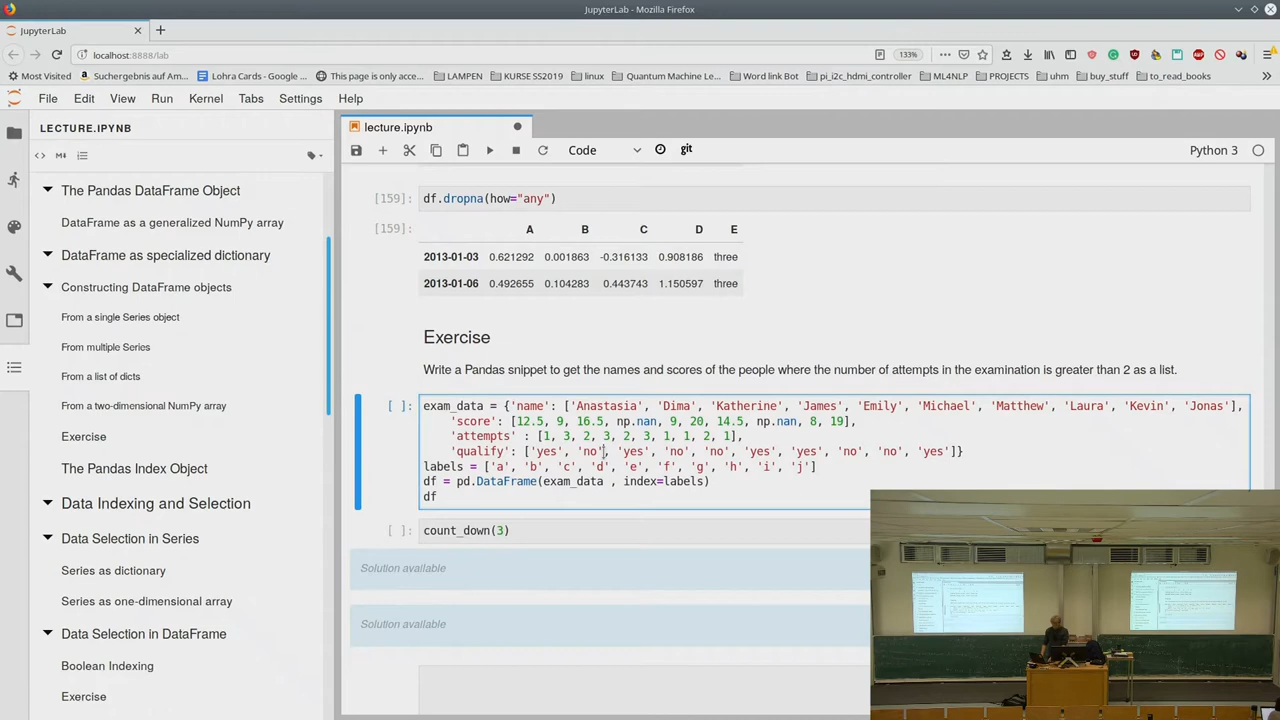 JupyterLab - Mozilla Firefox
JupyterLab
localhost:8888/lab
133%
Most Visited
Suchergebnis auf Am...
Lohra Cards - Google ...
This page is only acce...
LAMPEN
KURSE SS2019
linux
Quantum Machine Le...
Word link Bot
pi_i2c_hdmi_controller
ML4NLP
PROJECTS
uhm
buy_stuff
to_read_books
File Edit View Run Kernel Tabs Settings Help
LECTURE.IPYNB
The Pandas DataFrame Object
DataFrame as a generalized NumPy array
DataFrame as specialized dictionary
Constructing DataFrame objects
From a single Series object
From multiple Series
From a list of dicts
From a two-dimensional NumPy array
Exercise
The Pandas Index Object
Data Indexing and Selection
Data Selection in Series
Series as dictionary
Series as one-dimensional array
Data Selection in DataFrame
Boolean Indexing
Exercise
lecture.ipynb
Code
git
Python 3
[159]: df.dropna(how="any")
[159]: A B C D E
2013-01-03 0.621292 0.001863 -0.316133 0.908186 three
2013-01-06 0.492655 0.104283 0.443743 1.150597 three
Exercise
Write a Pandas snippet to get the names and scores of the people where the number of attempts in the examination is greater than 2 as a list.
[ ]: exam_data = {'name': ['Anastasia', 'Dima', 'Katherine', 'James', 'Emily', 'Michael', 'Matthew', 'Laura', 'Kevin', 'Jonas'],
'score': [12.5, 9, 16.5, np.nan, 9, 20, 14.5, np.nan, 8, 19],
'attempts' : [1, 3, 2, 3, 2, 3, 1, 1, 2, 1],
'qualify': ['yes', 'no', 'yes', 'no', 'no', 'yes', 'yes', 'no', 'no', 'yes']}
labels = ['a', 'b', 'c', 'd', 'e', 'f', 'g', 'h', 'i', 'j']
df = pd.DataFrame(exam_data , index=labels)
df
[ ]: count_down(3)
Solution available
Solution available